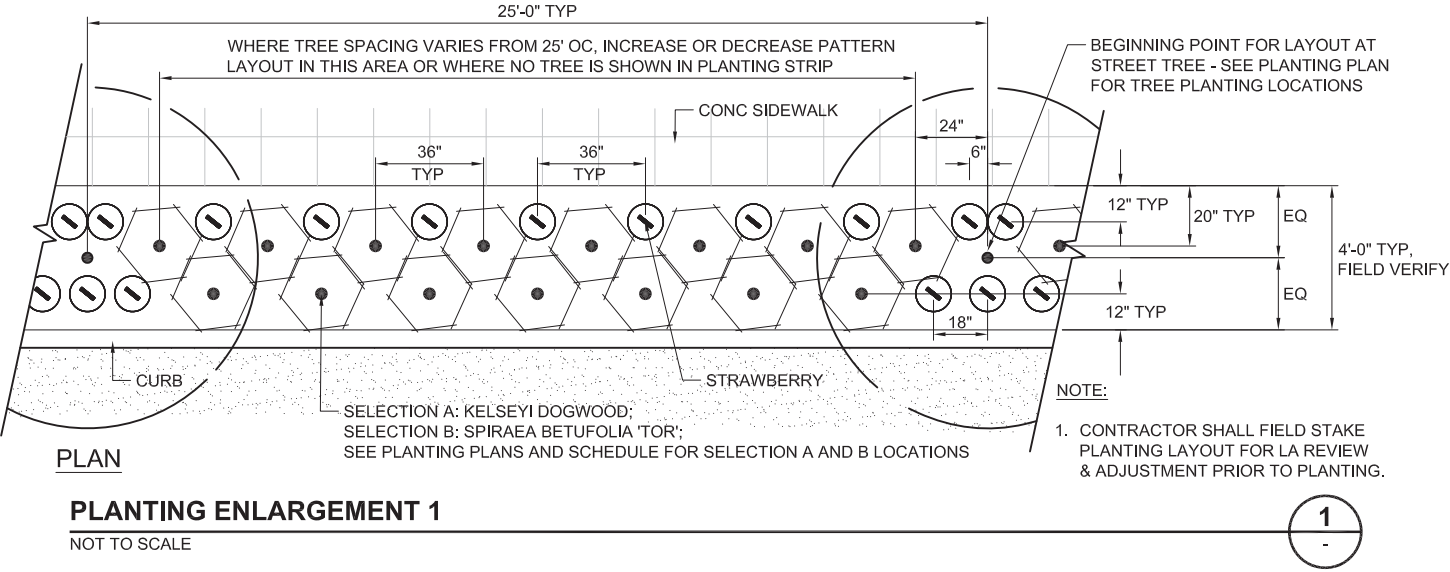 25'-0" TYP
WHERE TREE SPACING VARIES FROM 25' OC, INCREASE OR DECREASE PATTERN
LAYOUT IN THIS AREA OR WHERE NO TREE IS SHOWN IN PLANTING STRIP
BEGINNING POINT FOR LAYOUT AT
STREET TREE - SEE PLANTING PLAN
FOR TREE PLANTING LOCATIONS
CONC SIDEWALK
24"
36"
TYP
36"
TYP
6"
12" TYP
20" TYP
EQ
4'-0" TYP,
FIELD VERIFY
EQ
12" TYP
18"
CURB
STRAWBERRY
SELECTION A: KELSEYI DOGWOOD;
SELECTION B: SPIRAEA BETUFOLIA 'TOR';
SEE PLANTING PLANS AND SCHEDULE FOR SELECTION A AND B LOCATIONS
NOTE:
1. CONTRACTOR SHALL FIELD STAKE
PLANTING LAYOUT FOR LA REVIEW
& ADJUSTMENT PRIOR TO PLANTING.
PLAN
PLANTING ENLARGEMENT 1
NOT TO SCALE
1
-